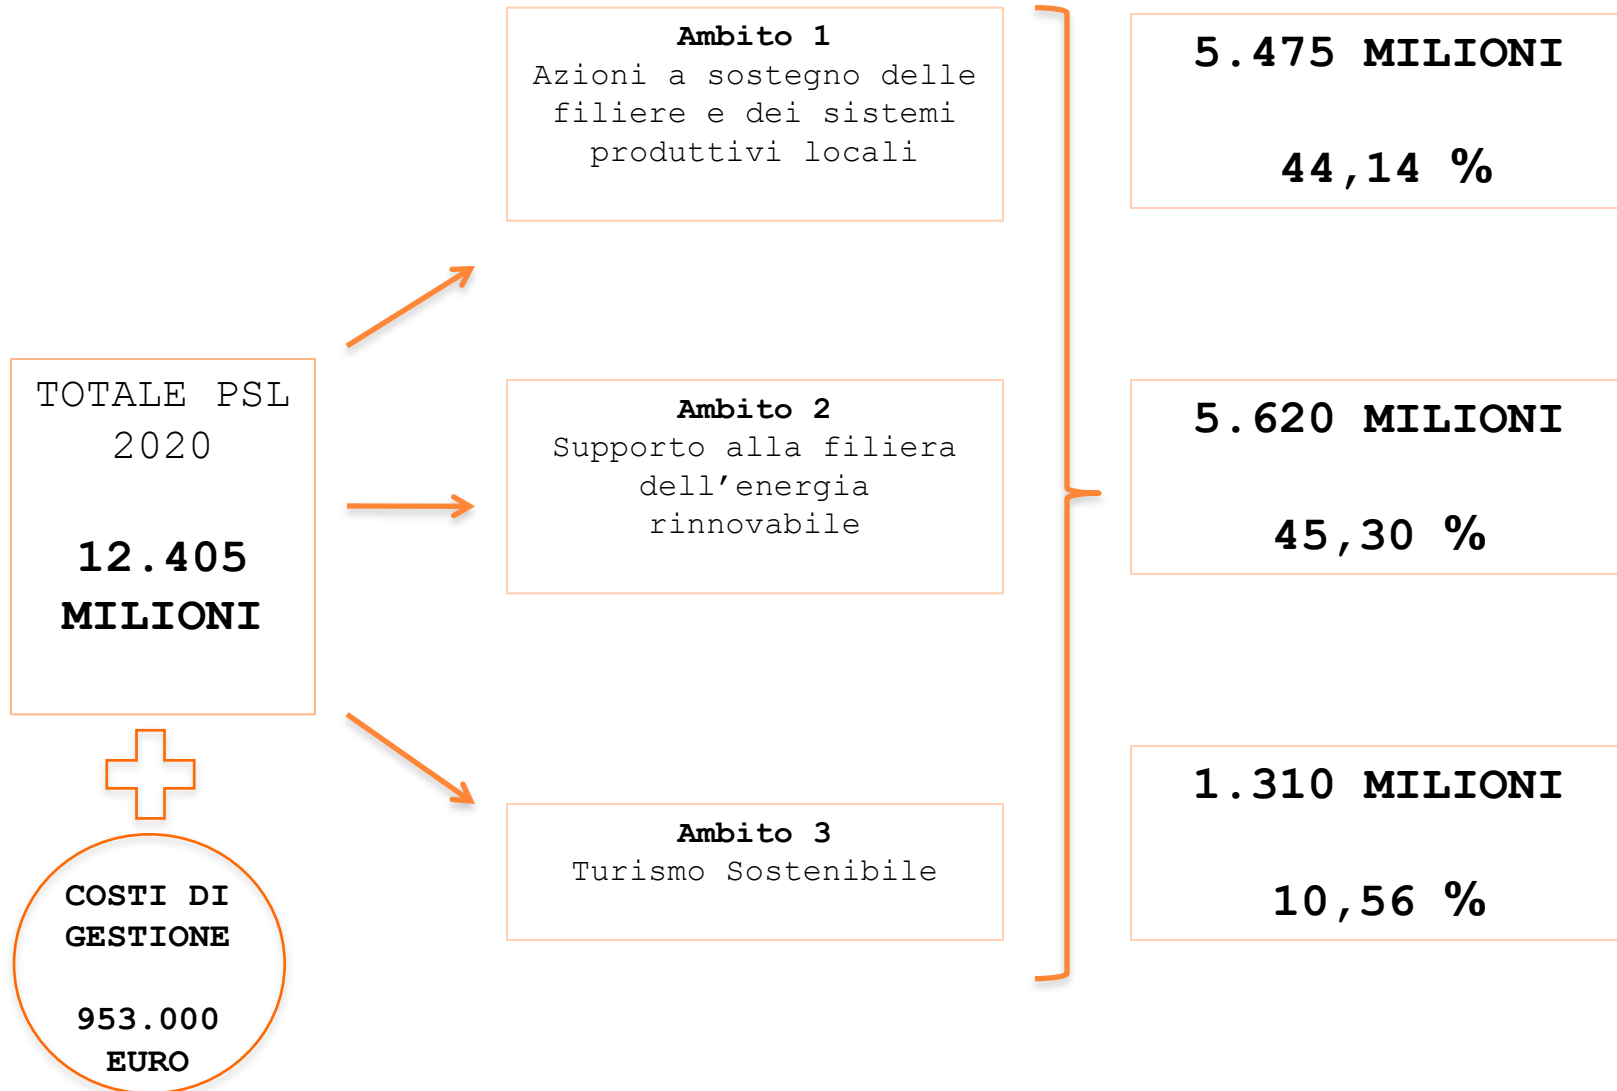 TOTALE PSL
2020
12.405
MILIONI
COSTI DI
GESTIONE
953.000
EURO
Ambito 1
Azioni a sostegno delle
filiere e dei sistemi
produttivi locali
5.475 MILIONI
44,14 %
Ambito 2
Supporto alla filiera
dell’energia
rinnovabile
5.620 MILIONI
45,30 %
Ambito 3
Turismo Sostenibile
1.310 MILIONI
10,56 %